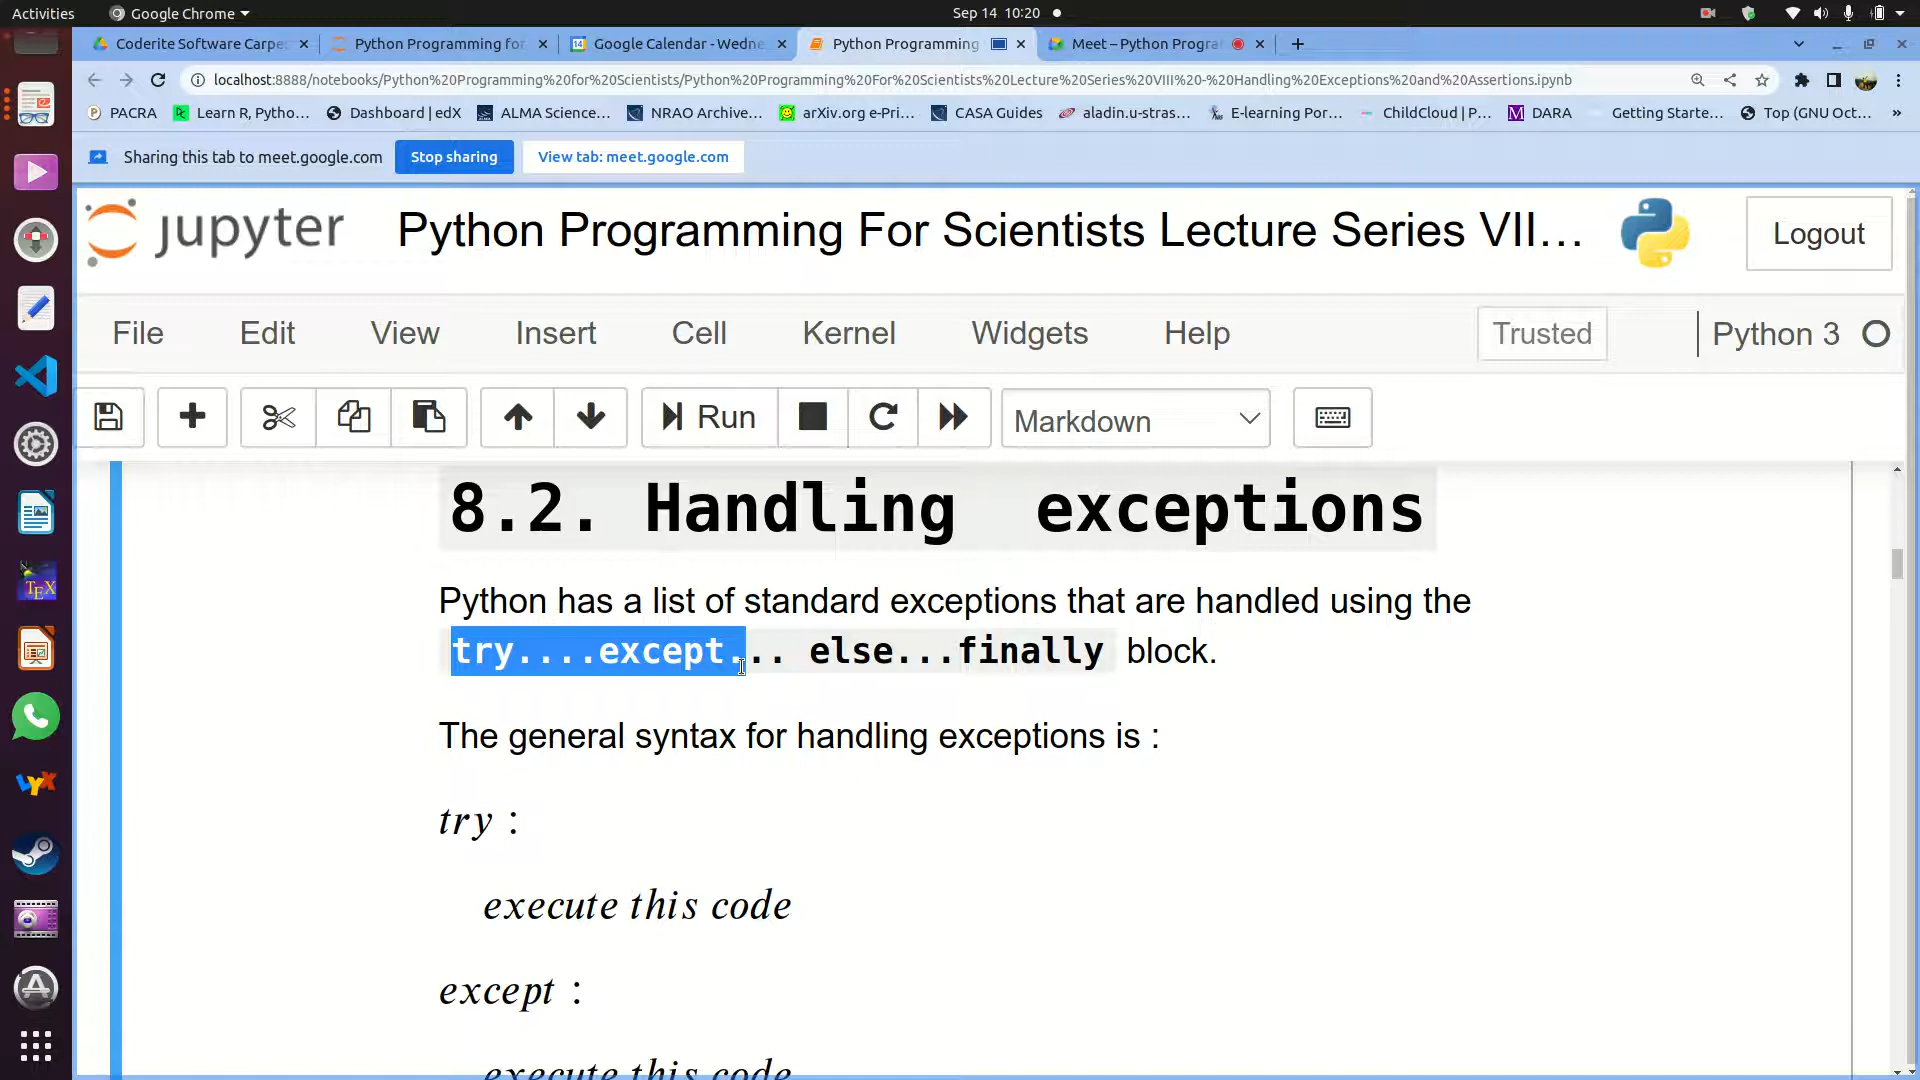 Activities
Google Chrome
Sep 14 10:20
Coderite Software Carpe
Python Programming for
Google Calendar - Wedne
Python Programming
Meet – Python Progra
localhost:8888/notebooks/Python%20Programming%20for%20Scientists/Python%20Programming%20For%20Scientists%20Lecture%20Series%20VIII%20-%20Handling%20Exceptions%20and%20Assertions.ipynb
PACRA
Learn R, Pytho...
Dashboard | edX
ALMA Science...
NRAO Archive...
arXiv.org e-Pri...
CASA Guides
aladin.u-stras...
E-learning Por...
ChildCloud | P...
DARA
Getting Starte...
Top (GNU Oct...
»
Sharing this tab to meet.google.com
Stop sharing
View tab: meet.google.com
jupyter
Python Programming For Scientists Lecture Series VII...
Logout
File
Edit
View
Insert
Cell
Kernel
Widgets
Help
Trusted
Python 3
Run
Markdown
8.2. Handling exceptions
Python has a list of standard exceptions that are handled using the
try....except... else...finally block.
The general syntax for handling exceptions is :
try :
execute this code
except :
execute this code
TEX
LYX